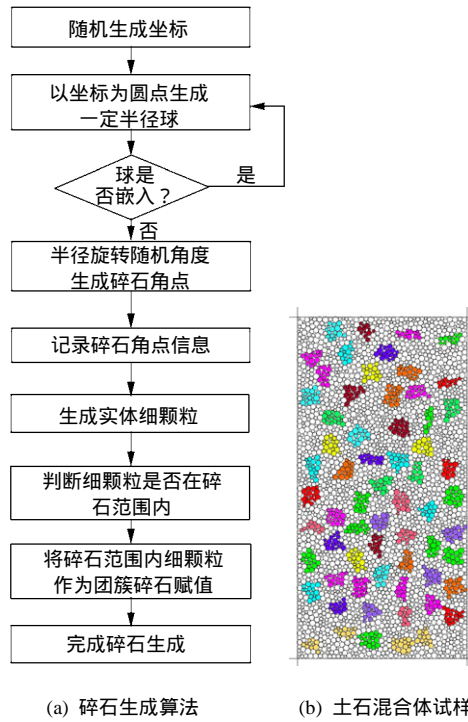 随机生成坐标
以坐标为圆点生成
一定半径球
球是
否嵌入？
是
否
半径旋转随机角度
生成碎石角点
记录碎石角点信息
生成实体细颗粒
判断细颗粒是否在碎
石范围内
将碎石范围内细颗粒
作为团簇碎石赋值
完成碎石生成
(a) 碎石生成算法
(b) 土石混合体试样